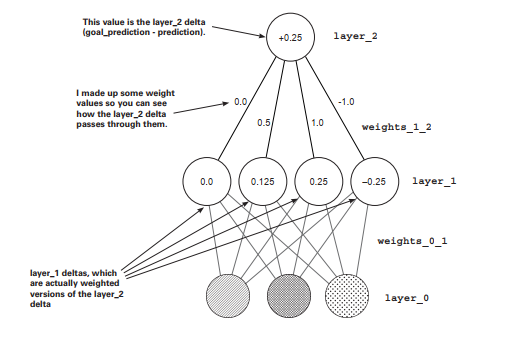 This value is the layer_2 delta
(goal_prediction - prediction).
+0.25
layer_2
I made up some weight
values so you can see
how the layer_2 delta
passes through them.
0.0
0.5
1.0
-1.0
weights_1_2
0.0
0.125
0.25
–0.25
layer_1
weights_0_1
layer_1 deltas, which
are actually weighted
versions of the layer_2
delta
layer_0